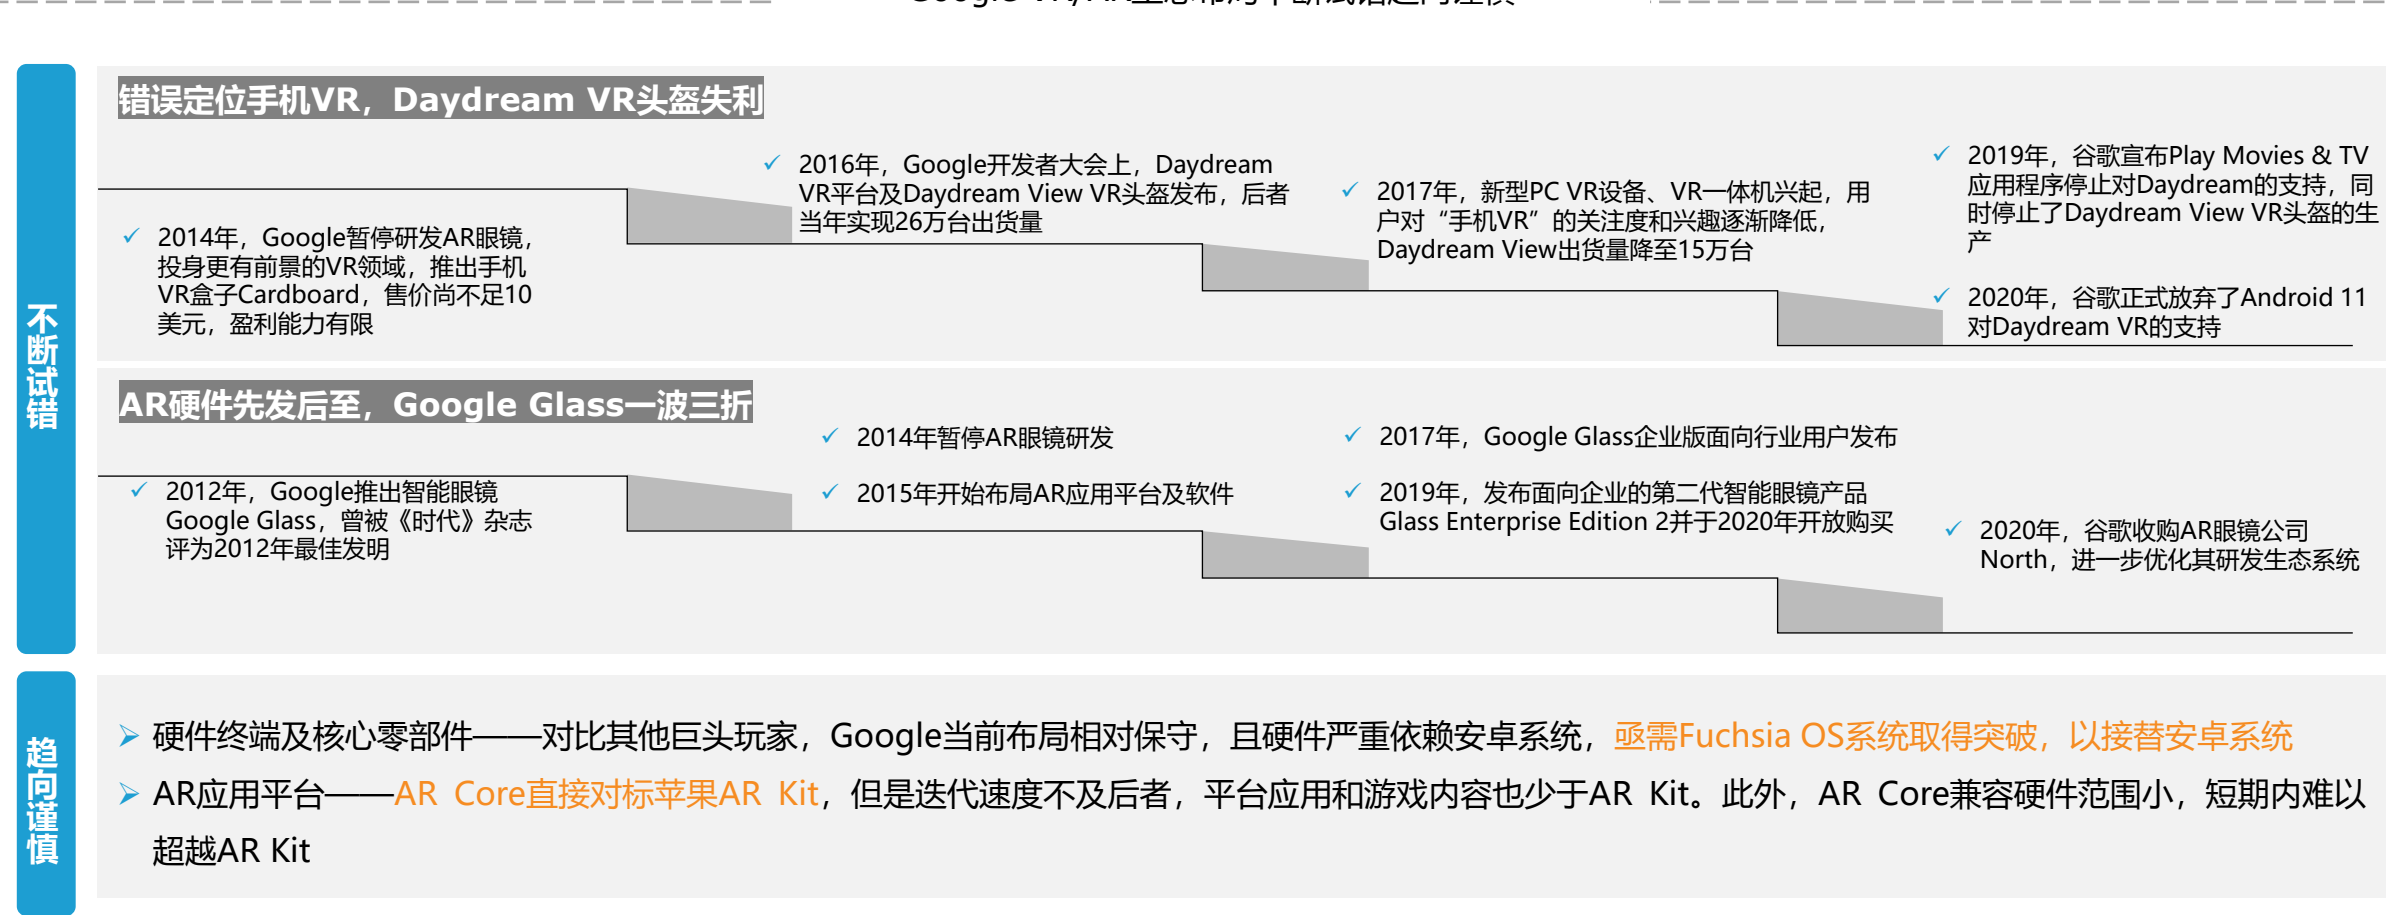 不断试错
错误定位手机VR，Daydream VR头盔失利
2014年，Google暂停研发AR眼镜，
投身更有前景的VR领域，推出手机
VR盒子Cardboard，售价尚不足10
美元，盈利能力有限
2016年，Google开发者大会上，Daydream
VR平台及Daydream View VR头盔发布，后者
当年实现26万台出货量
2017年，新型PC VR设备、VR一体机兴起，用
户对“手机VR”的关注度和兴趣逐渐降低，
Daydream View出货量降至15万台
2019年，谷歌宣布Play Movies & TV
应用程序停止对Daydream的支持，同
时停止了Daydream View VR头盔的生
产
2020年，谷歌正式放弃了Android 11
对Daydream VR的支持
AR硬件先发后至，Google Glass一波三折
2012年，Google推出智能眼镜
Google Glass，曾被《时代》杂志
评为2012年最佳发明
2014年暂停AR眼镜研发
2015年开始布局AR应用平台及软件
2017年，Google Glass企业版面向行业用户发布
2019年，发布面向企业的第二代智能眼镜产品
Glass Enterprise Edition 2并于2020年开放购买
2020年，谷歌收购AR眼镜公司
North，进一步优化其研发生态系统
趋向谨慎
硬件终端及核心零部件——对比其他巨头玩家，Google当前布局相对保守，且硬件严重依赖安卓系统，亟需Fuchsia OS系统取得突破，以接替安卓系统
AR应用平台——AR Core直接对标苹果AR Kit，但是迭代速度不及后者，平台应用和游戏内容也少于AR Kit。此外，AR Core兼容硬件范围小，短期内难以
超越AR Kit